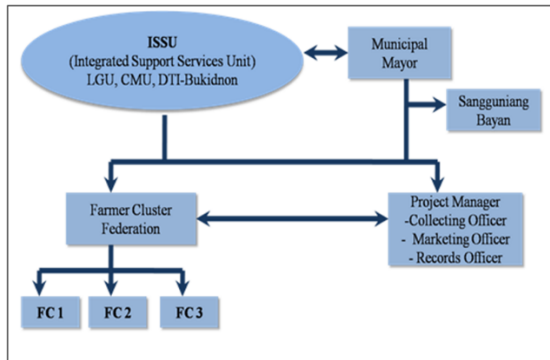 ISSU
(Integrated Support Services Unit)
LGU, CMU, DTI-Bukidnon
Municipal
Mayor
Sangguniang
Bayan
Farmer Cluster
Federation
Project Manager
-Collecting Officer
- Marketing Officer
- Records Officer
FC 1
FC 2
FC 3